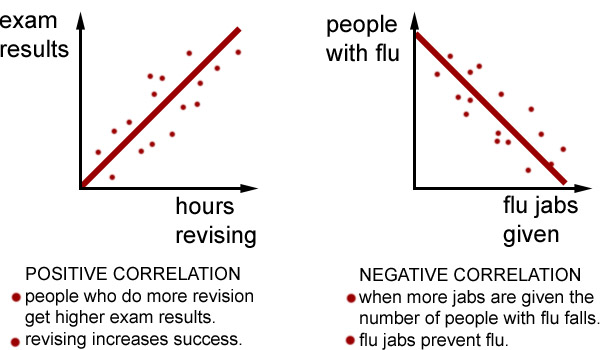 exam
results
hours
revising
POSITIVE CORRELATION
people who do more revision
get higher exam results.
revising increases success.
people
with flu
flu jabs
given
NEGATIVE CORRELATION
when more jabs are given the
number of people with flu falls.
flu jabs prevent flu.